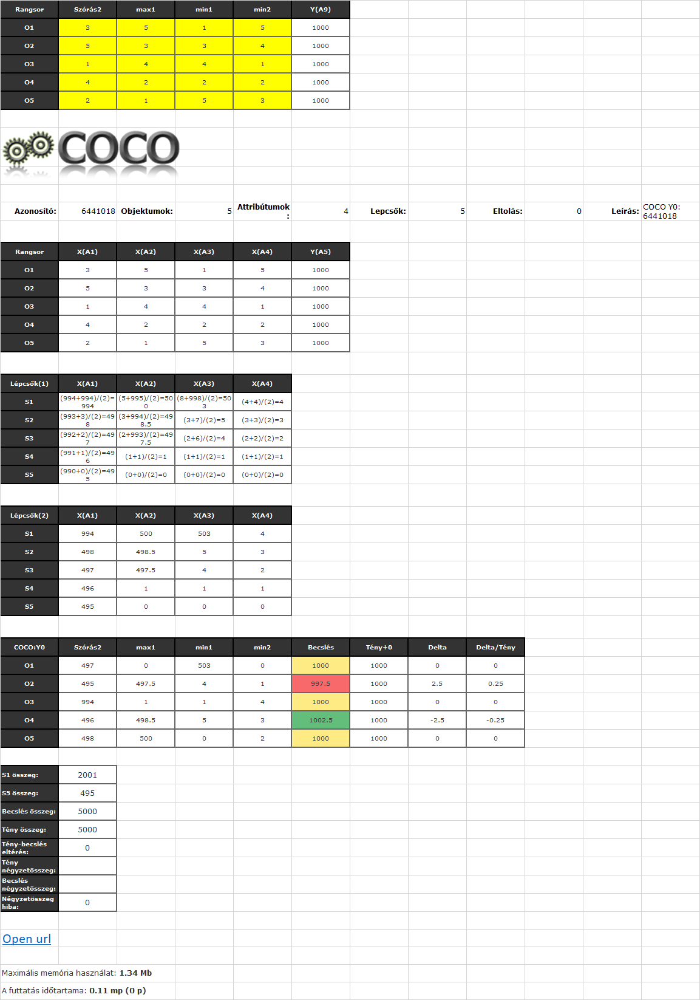 Rangsor Szórás2 max1 min1 min2 Y(A9)
O1 3 5 1 5 1000
O2 5 3 3 4 1000
O3 1 4 4 1 1000
O4 4 2 2 2 1000
O5 2 1 5 3 1000
COCO
Azonosító: 6441018 Objektumok: 5 Attribútumok: 4 Lepcsők: 5 Eltolás: 0 Leírás: COCO Y0: 6441018
Rangsor X(A1) X(A2) X(A3) X(A4) Y(A5)
O1 3 5 1 5 1000
O2 5 3 3 4 1000
O3 1 4 4 1 1000
O4 4 2 2 2 1000
O5 2 1 5 3 1000
Lépcsők(1) X(A1) X(A2) X(A3) X(A4)
S1 (994+994)/(2)=994 (5+995)/(2)=500 (8+998)/(2)=503 (4+4)/(2)=4
S2 (993+3)/(2)=498 (3+994)/(2)=498.5 (3+7)/(2)=5 (3+3)/(2)=3
S3 (992+2)/(2)=497 (2+993)/(2)=497.5 (2+6)/(2)=4 (2+2)/(2)=2
S4 (991+1)/(2)=496 (1+1)/(2)=1 (1+1)/(2)=1 (1+1)/(2)=1
S5 (990+0)/(2)=495 (0+0)/(2)=0 (0+0)/(2)=0 (0+0)/(2)=0
Lépcsők(2) X(A1) X(A2) X(A3) X(A4)
S1 994 500 503 4
S2 498 498.5 5 3
S3 497 497.5 4 2
S4 496 1 1 1
S5 495 0 0 0
COCO:Y0 Szórás2 max1 min1 min2 Becslés Tény+0 Delta Delta/Tény
O1 497 0 503 0 1000 1000 0 0
O2 495 497.5 4 1 997.5 1000 2.5 0.25
O3 994 1 1 4 1000 1000 0 0
O4 496 498.5 5 3 1002.5 1000 -2.5 -0.25
O5 498 500 0 2 1000 1000 0 0
S1 összeg: 2001
S5 összeg: 495
Becslés összeg: 5000
Tény összeg: 5000
Tény-becslés eltérés: 0
Tény négyzetösszeg:
Becslés négyzetösszeg:
Négyzetösszeg hiba: 0
Open url
Maximális memória használat: 1.34 Mb
A futtatás időtartama: 0.11 mp (0 p)